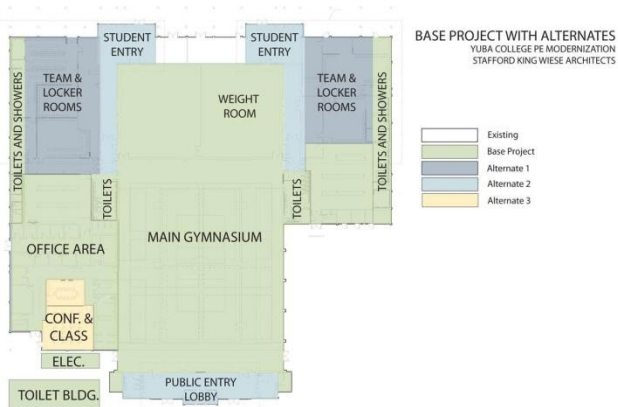 BASE PROJECT WITH ALTERNATES
YUBA COLLEGE PE MODERNIZATION
STAFFORD KING WIESE ARCHITECTS
STUDENT
ENTRY
STUDENT
ENTRY
TOILETS AND SHOWERS
TEAM &
LOCKER
ROOMS
WEIGHT
ROOM
TEAM &
LOCKER
ROOMS
TOILETS AND SHOWERS
Existing
Base Project
Alternate 1
Alternate 2
Alternate 3
TOILETS
TOILETS
OFFICE AREA
MAIN GYMNASIUM
CONF. &
CLASS
ELEC.
TOILET BLDG.
PUBLIC ENTRY
LOBBY